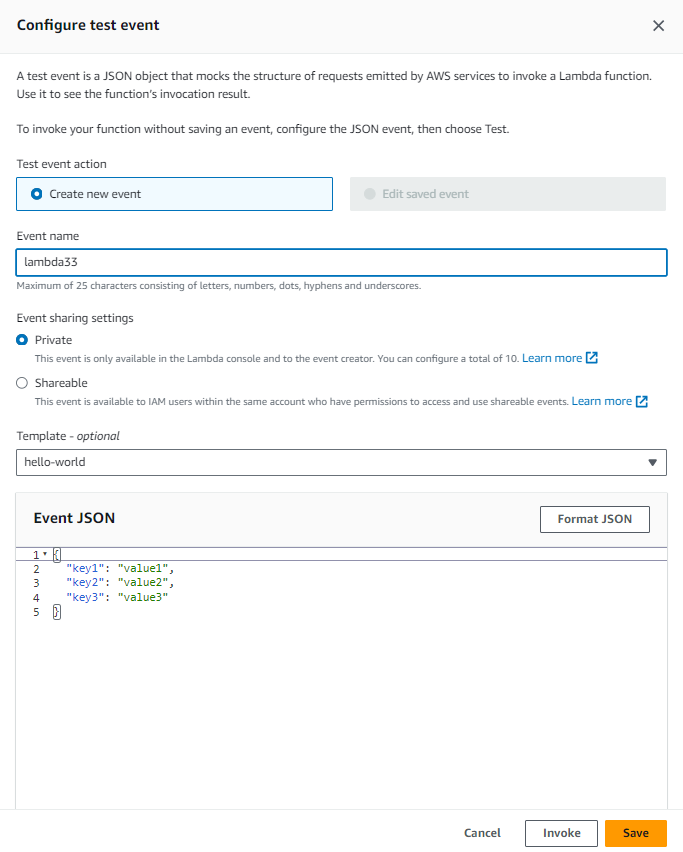 Configure test event
A test event is a JSON object that mocks the structure of requests emitted by AWS services to invoke a Lambda function.
Use it to see the function's invocation result.
To invoke your function without saving an event, configure the JSON event, then choose Test.
Test event action
Create new event
Edit saved event
Event name
lambda33
Maximum of 25 characters consisting of letters, numbers, dots, hyphens and underscores.
Event sharing settings
Private
This event is only available in the Lambda console and to the event creator. You can configure a total of 10. Learn more
Shareable
This event is available to IAM users within the same account who have permissions to access and use shareable events. Learn more
Template - optional
hello-world
Event JSON
Format JSON
1 {
2 "key1": "value1",
3 "key2": "value2",
4 "key3": "value3"
5 }
Cancel
Invoke
Save